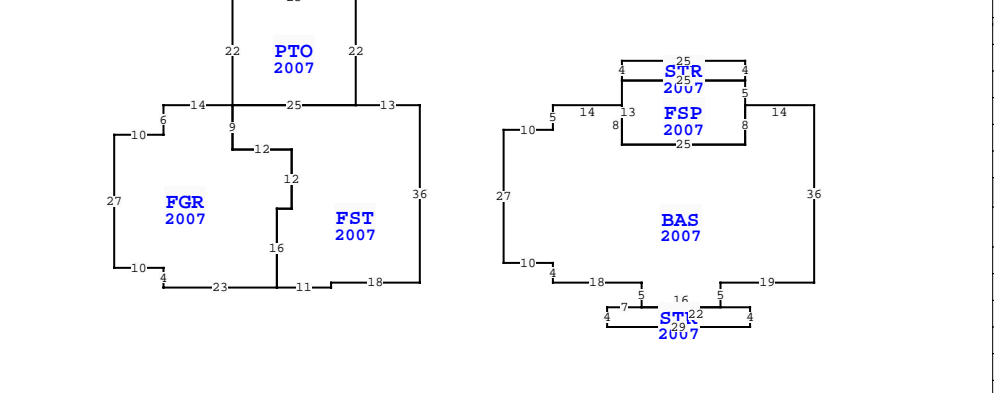 22 PTO 22
2007
14 25 13
6 9
10 12
12
27 FGR 36
2007
FST
2007
16
10
4 23 11 18
25
4 STR 4
25
2007 5
14 13 FSP 14
5 8 2007 8
10 25
27 36
BAS
2007
10
4 18 19
5 16 5
7 22
4 STR 4
29
2007